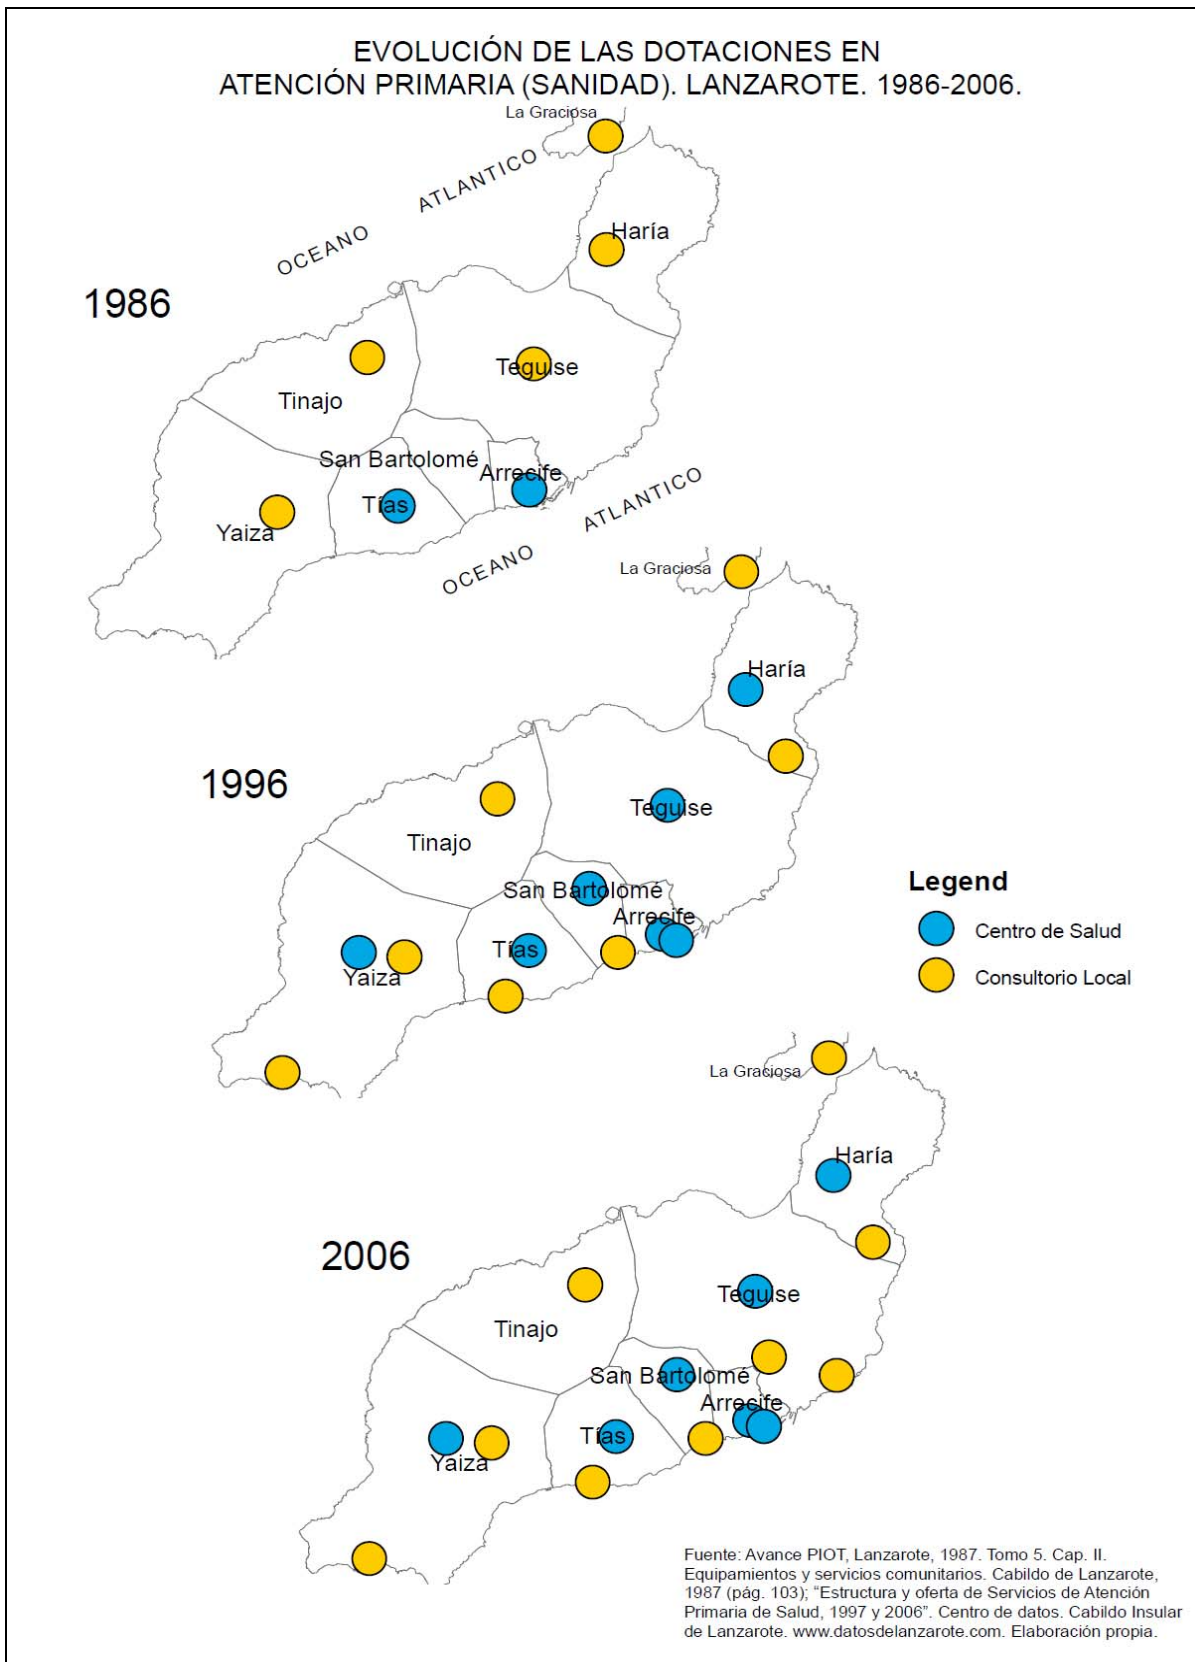 EVOLUCIÓN DE LAS DOTACIONES EN
ATENCIÓN PRIMARIA (SANIDAD). LANZAROTE. 1986-2006.
La Graciosa
OCEANO ATLANTICO
Haría
1986
Teguise
Tinajo
San Bartolomé
Arrecife
Tías
Yaiza
OCEANO ATLANTICO
La Graciosa
Haría
1996
Teguise
Tinajo
San Bartolomé
Arrecife
Tías
Yaiza
Legend
Centro de Salud
Consultorio Local
La Graciosa
Haría
2006
Teguise
Tinajo
San Bartolomé
Arrecife
Tías
Yaiza
Fuente: Avance PIOT, Lanzarote, 1987. Tomo 5. Cap. II.
Equipamientos y servicios comunitarios. Cabildo de Lanzarote,
1987 (pág. 103); “Estructura y oferta de Servicios de Atención
Primaria de Salud, 1997 y 2006”. Centro de datos. Cabildo Insular
de Lanzarote. www.datosdelanzarote.com. Elaboración propia.